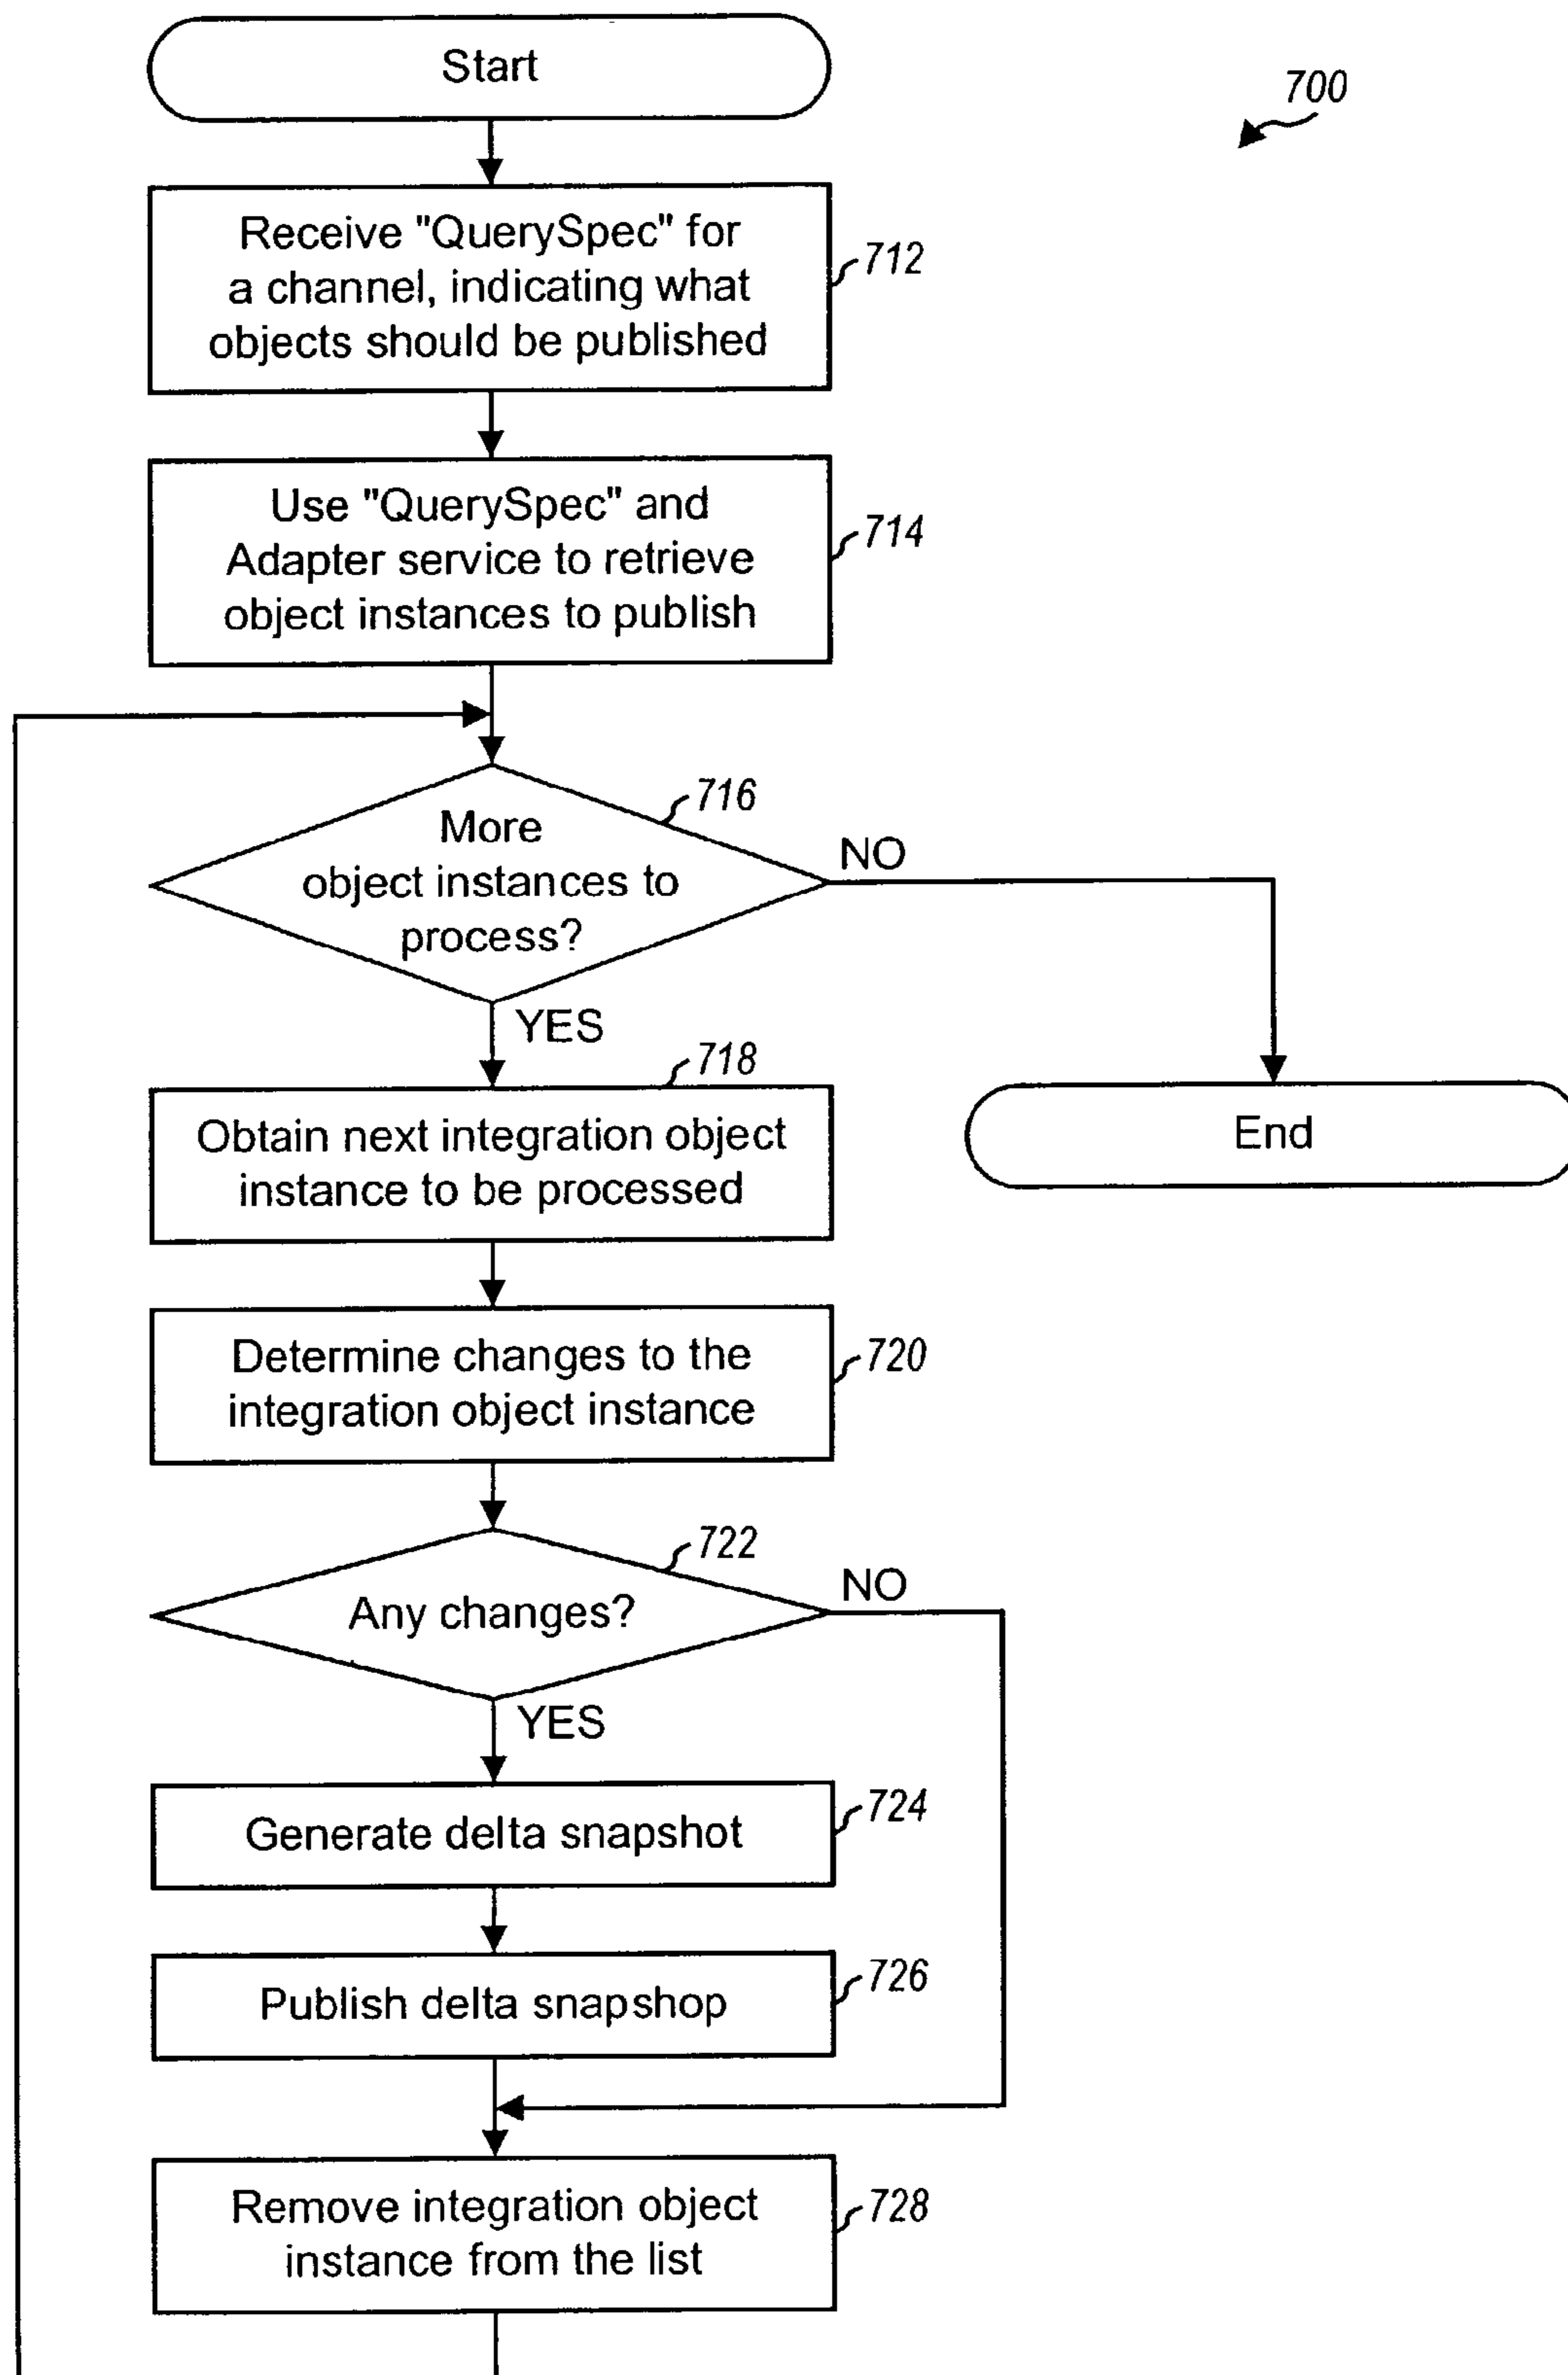 Start
700
Receive "QuerySpec" for
a channel, indicating what
objects should be published
712
Use "QuerySpec" and
Adapter service to retrieve
object instances to publish
714
716
More
object instances to
process?
NO
YES
718
Obtain next integration object
instance to be processed
End
Determine changes to the
integration object instance
720
722
Any changes?
NO
YES
Generate delta snapshot
724
Publish delta snapshop
726
Remove integration object
instance from the list
728